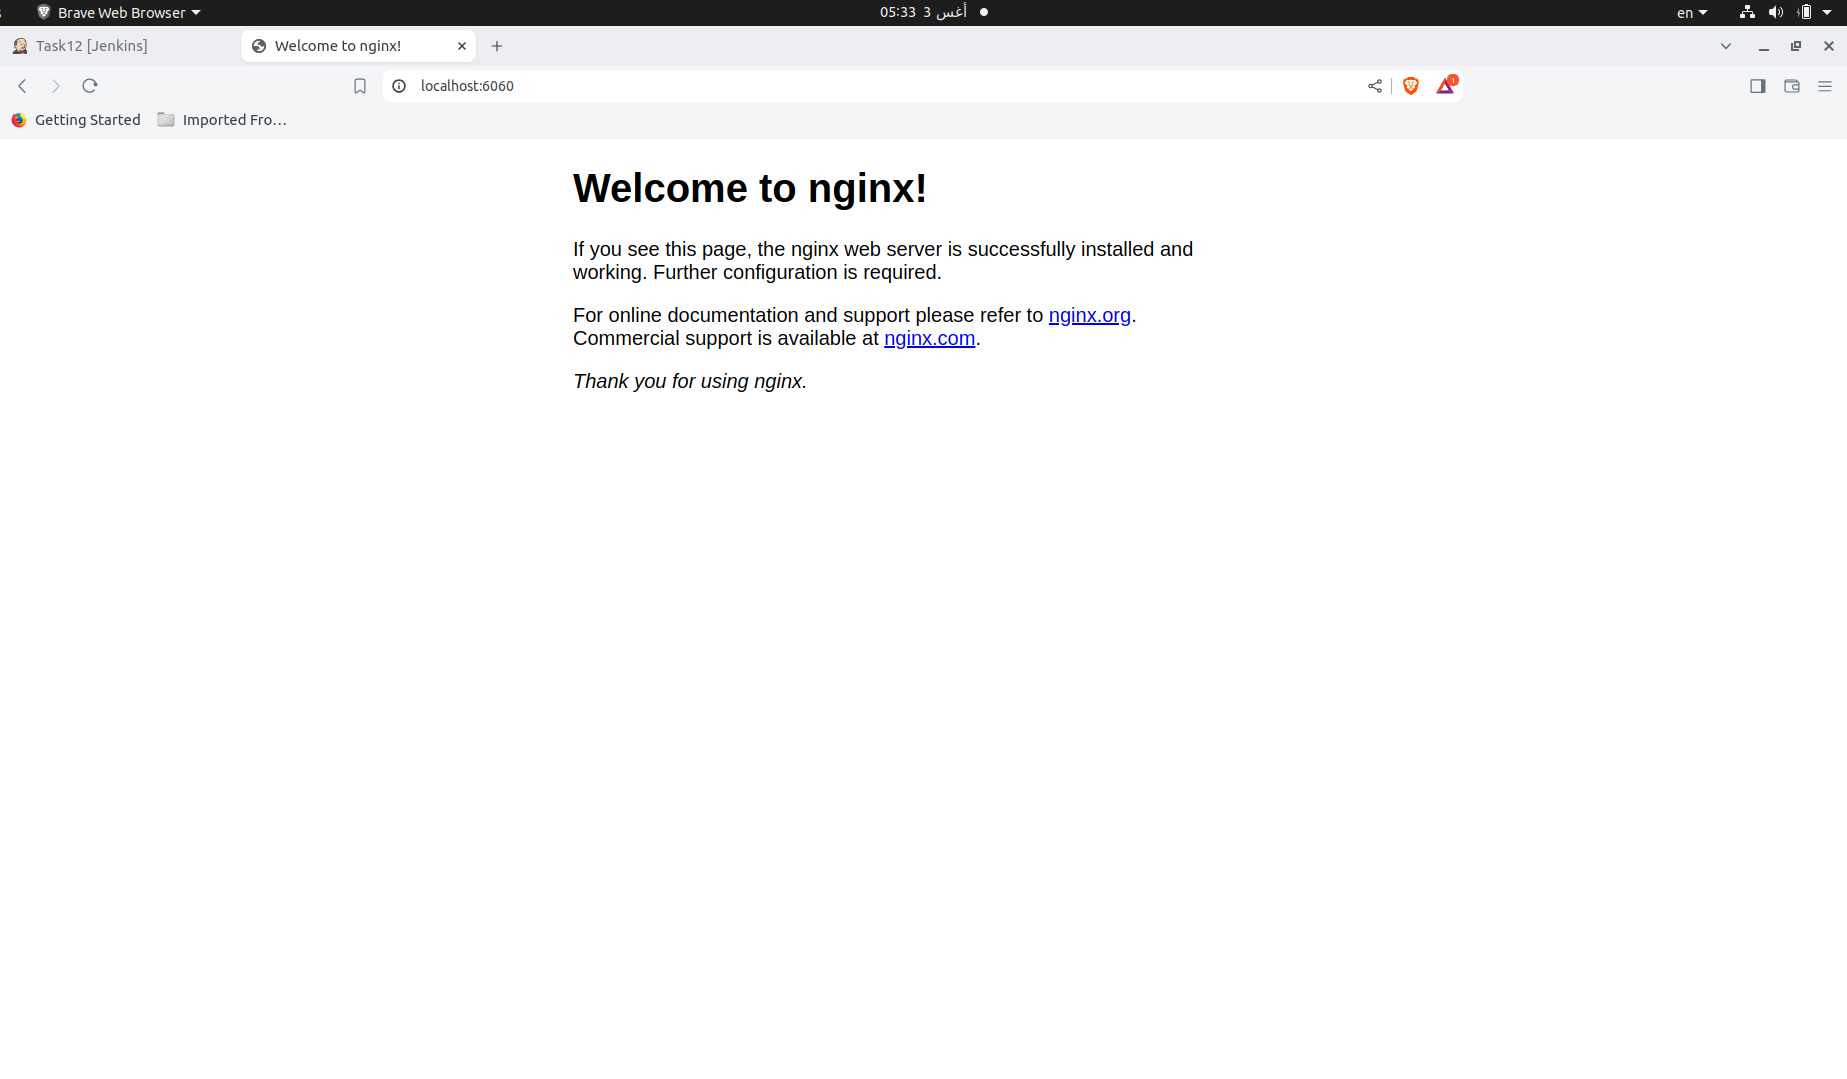 Brave Web Browser
05:33 3 أغس
en
Task12 [Jenkins]
Welcome to nginx!
localhost:6060
1
Getting Started
Imported Fro…
Welcome to nginx!
If you see this page, the nginx web server is successfully installed and
working. Further configuration is required.
For online documentation and support please refer to nginx.org.
Commercial support is available at nginx.com.
Thank you for using nginx.